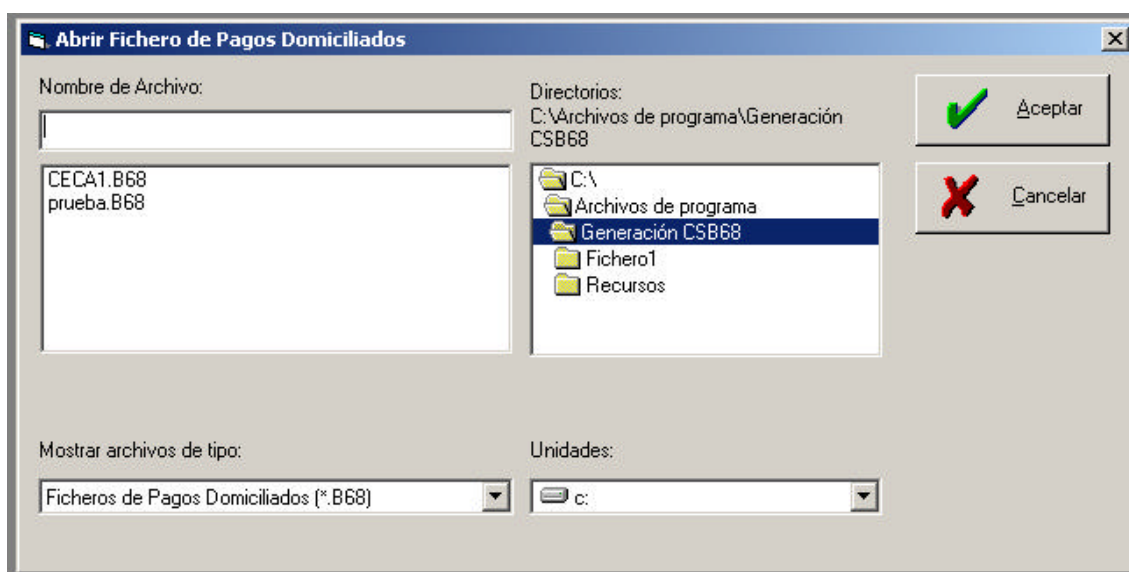 Abrir Fichero de Pagos Domiciliados
Nombre de Archivo:
CECA1.B68
prueba.B68
Directorios:
C:\Archivos de programa\Generación
CSB68
C:\
Archivos de programa
Generación CSB68
Fichero1
Recursos
Aceptar
Cancelar
Mostrar archivos de tipo:
Ficheros de Pagos Domiciliados (*.B68)
Unidades:
c: